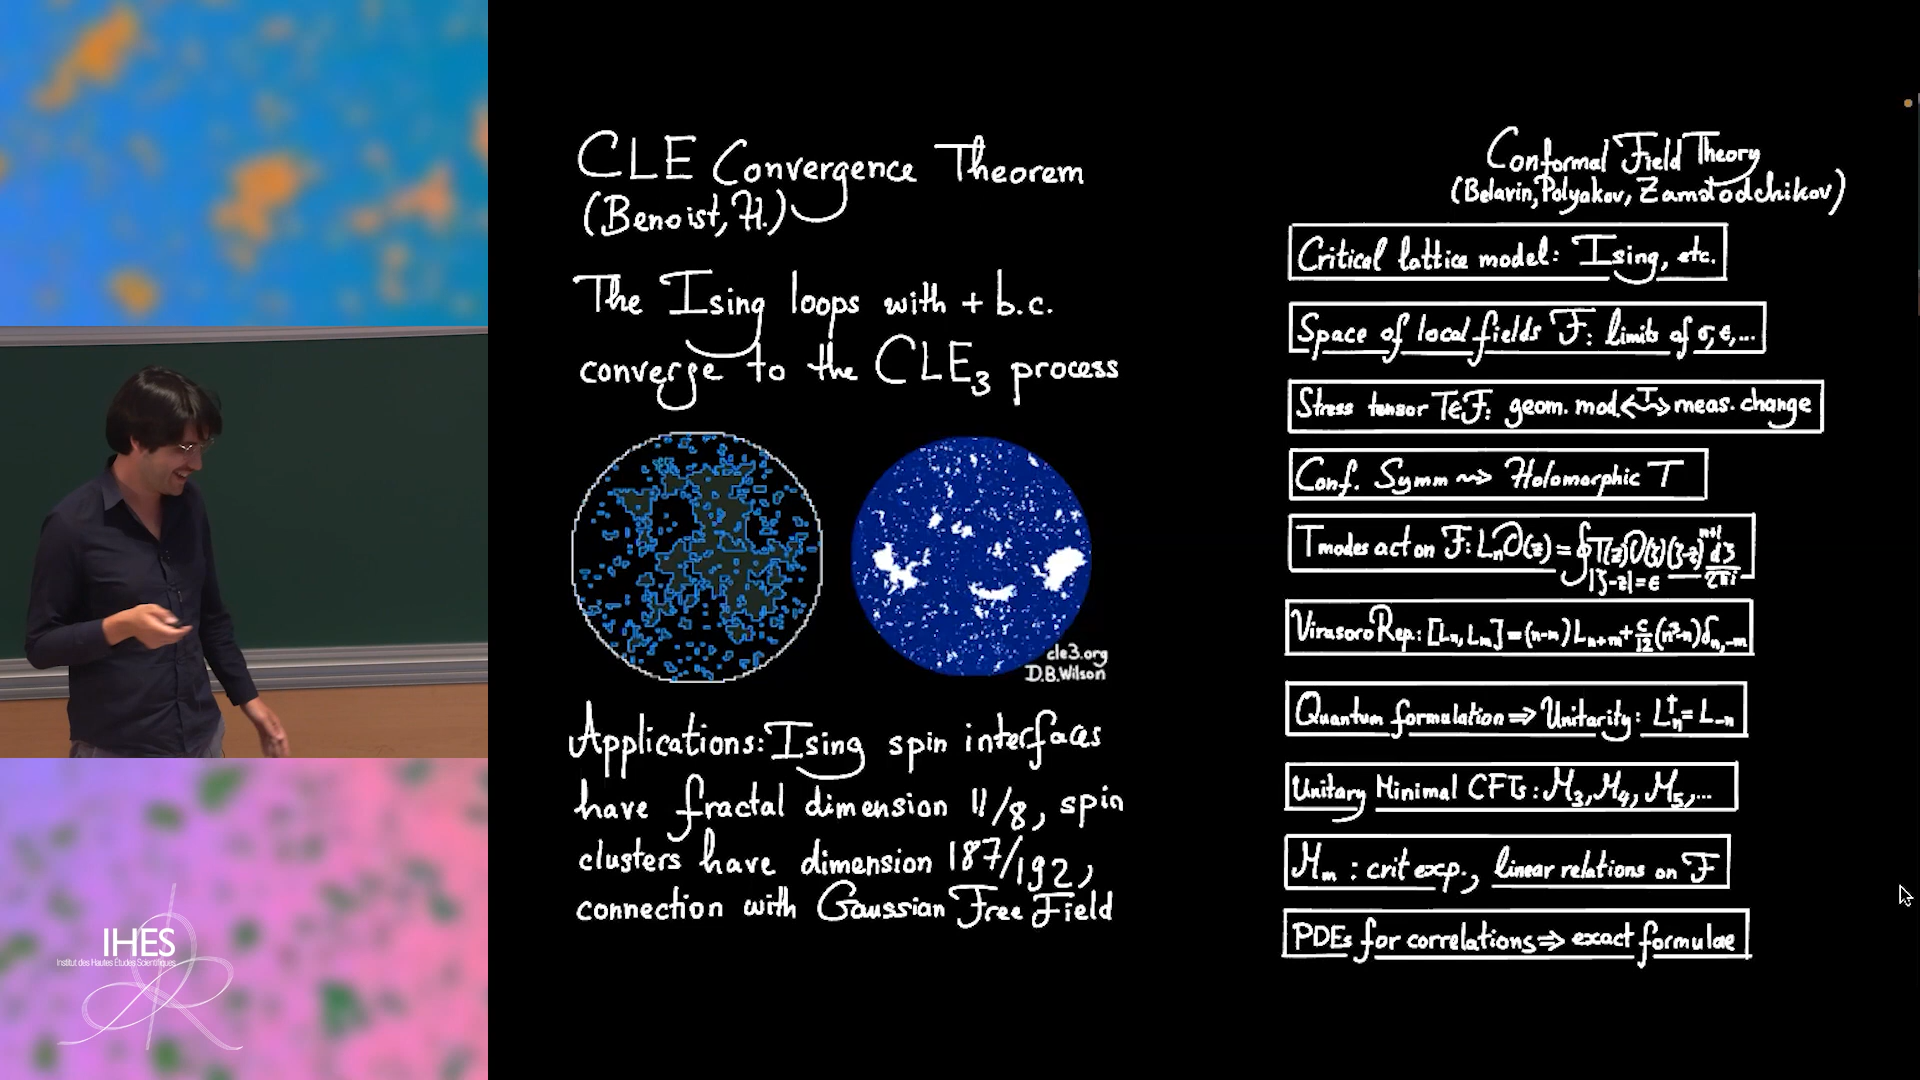 CLE Convergence Theorem
(Benoist, H.)
The Ising loops with + b.c.
converge to the CLE₃ process
cle3.org
D.B.Wilson
Applications: Ising spin interfaces
have fractal dimension 11/8, spin
clusters have dimension 187/192,
connection with Gaussian Free Field
Conformal Field Theory
(Belavin, Polyakov, Zamolodchikov)
Critical lattice model: Ising, etc.
Space of local fields F: limits of σ, ε, ...
Stress tensor T∈F: geom. mod. <-T-> meas. change
Conf. Symm ⇝ Holomorphic T
T modes act on F: LₙO(z) = ∮T(z)O(ζ)(ζ-z)ⁿ⁺¹ dζ/2πi
|ζ-z|=ε
Virasoro Rep.: [Lₙ, Lₘ] = (n-m) Lₙ₊ₘ + c/12 (n³-n) δₙ,₋ₘ
Quantum formulation ⇒ Unitarity: Lₙ† = L₋ₙ
Unitary Minimal CFTs: M₃, M₄, M₅, ...
Mₘ : crit exp., linear relations on F
PDEs for correlations ⇒ exact formulae
IHES
Institut des Hautes Études Scientifiques